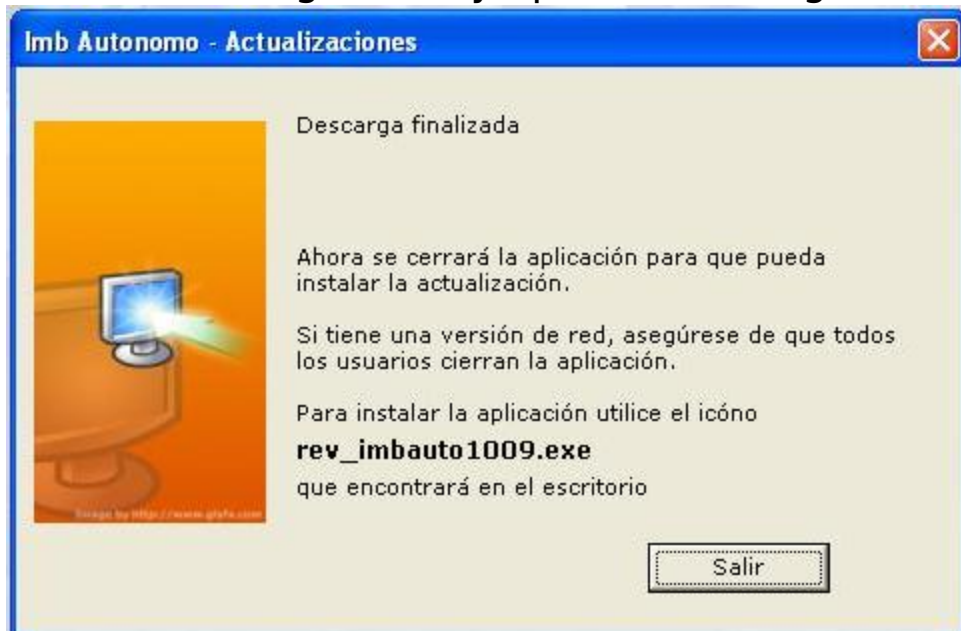 Imb Autonomo - Actualizaciones
Descarga finalizada
Ahora se cerrará la aplicación para que pueda
instalar la actualización.
Si tiene una versión de red, asegúrese de que todos
los usuarios cierran la aplicación.
Para instalar la aplicación utilice el icóno
rev_imbauto1009.exe
que encontrará en el escritorio
Salir